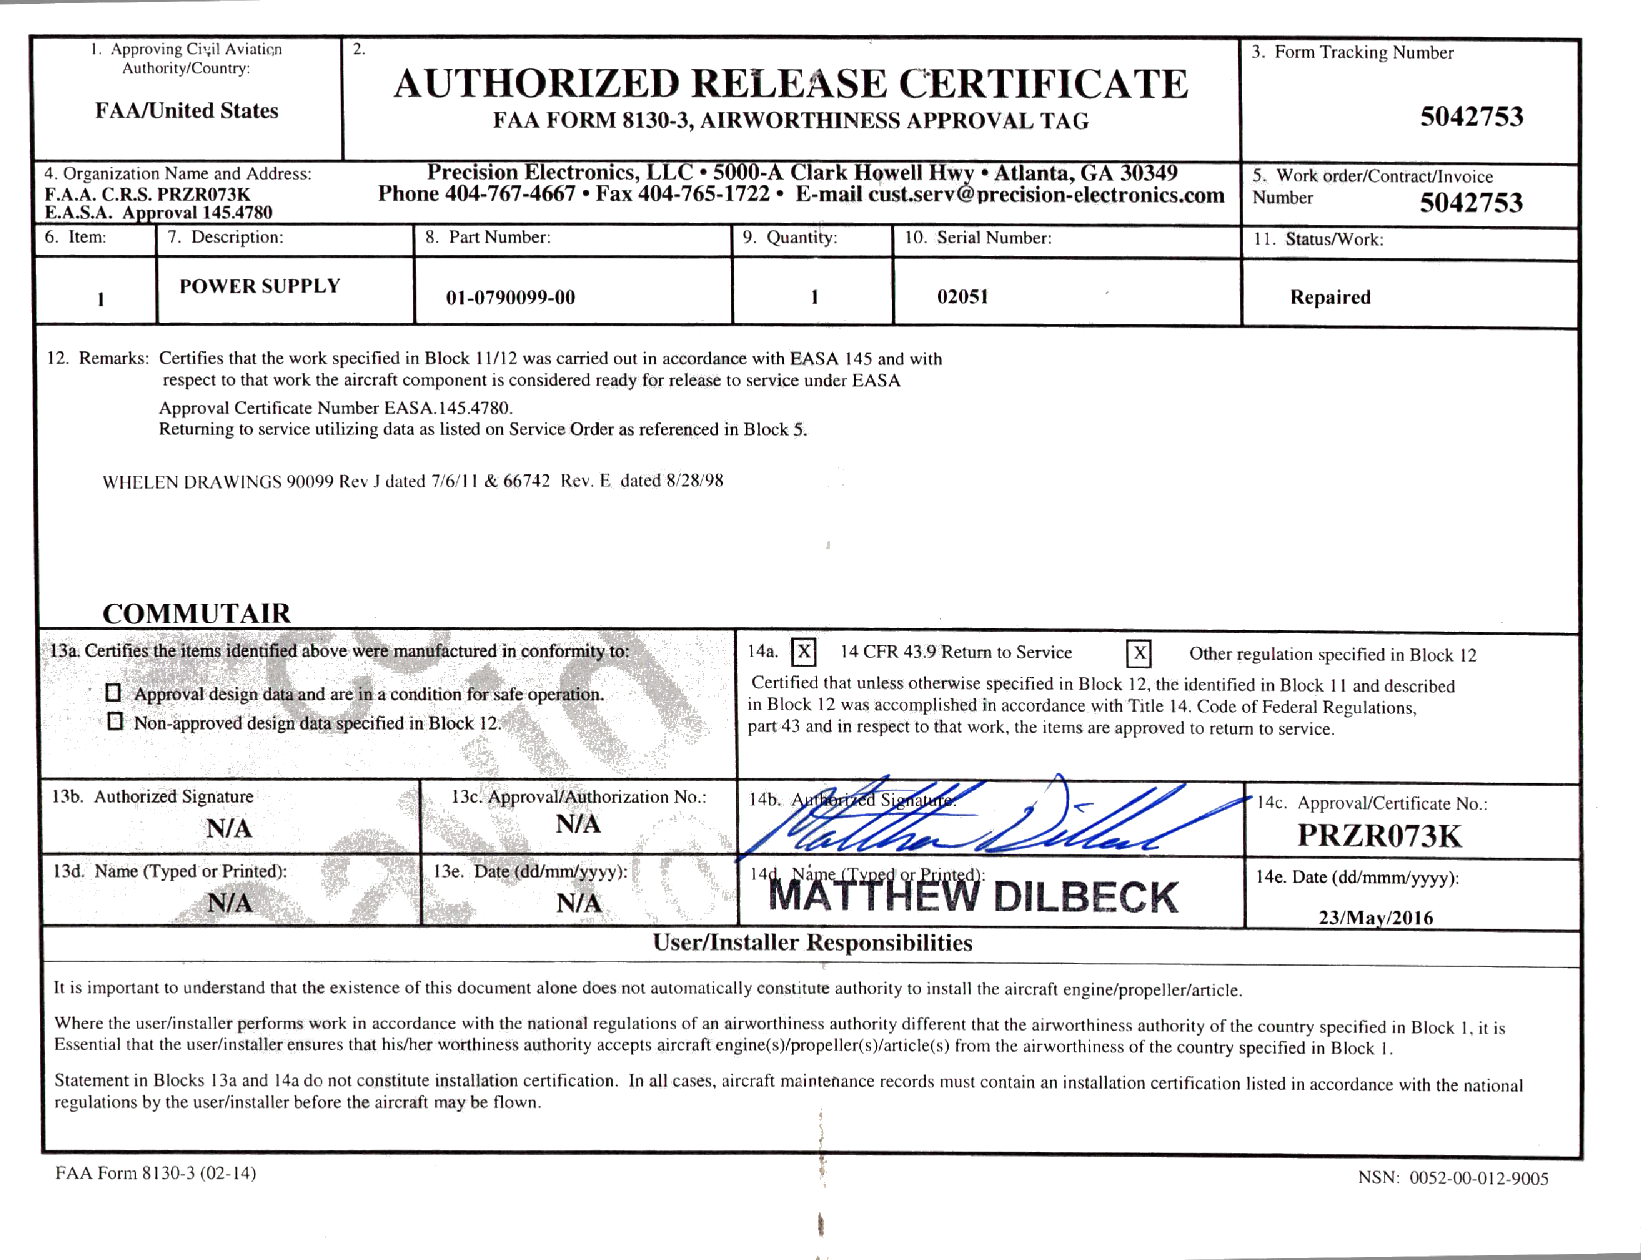 1. Approving Civil Aviation
Authority/Country:
FAA/United States
2.
AUTHORIZED RELEASE CERTIFICATE
FAA FORM 8130-3, AIRWORTHINESS APPROVAL TAG
3. Form Tracking Number
5042753
4. Organization Name and Address:
F.A.A. C.R.S. PRZR073K
E.A.S.A. Approval 145.4780
Precision Electronics, LLC • 5000-A Clark Howell Hwy • Atlanta, GA 30349
Phone 404-767-4667 • Fax 404-765-1722 • E-mail cust.serv@precision-electronics.com
5. Work order/Contract/Invoice
Number 5042753
6. Item: 7. Description: 8. Part Number: 9. Quantity: 10. Serial Number: 11. Status/Work:
1 POWER SUPPLY 01-0790099-00 1 02051 Repaired
12. Remarks: Certifies that the work specified in Block 11/12 was carried out in accordance with EASA 145 and with
respect to that work the aircraft component is considered ready for release to service under EASA
Approval Certificate Number EASA.145.4780.
Returning to service utilizing data as listed on Service Order as referenced in Block 5.
WHELEN DRAWINGS 90099 Rev J dated 7/6/11 & 66742 Rev. E dated 8/28/98
COMMUTAIR
13a. Certifies the items identified above were manufactured in conformity to:
Approval design data and are in a condition for safe operation.
Non-approved design data specified in Block 12.
14a. X 14 CFR 43.9 Return to Service X Other regulation specified in Block 12
Certified that unless otherwise specified in Block 12, the identified in Block 11 and described
in Block 12 was accomplished in accordance with Title 14. Code of Federal Regulations,
part 43 and in respect to that work, the items are approved to return to service.
13b. Authorized Signature
N/A
13c. Approval/Authorization No.:
N/A
14b. Authorized Signature:
Matthew Dilbeck
14c. Approval/Certificate No.:
PRZR073K
13d. Name (Typed or Printed):
N/A
13e. Date (dd/mm/yyyy):
N/A
14d. Name (Typed or Printed):
MATTHEW DILBECK
14e. Date (dd/mmm/yyyy):
23/May/2016
User/Installer Responsibilities
It is important to understand that the existence of this document alone does not automatically constitute authority to install the aircraft engine/propeller/article.
Where the user/installer performs work in accordance with the national regulations of an airworthiness authority different that the airworthiness authority of the country specified in Block 1, it is
Essential that the user/installer ensures that his/her worthiness authority accepts aircraft engine(s)/propeller(s)/article(s) from the airworthiness of the country specified in Block 1.
Statement in Blocks 13a and 14a do not constitute installation certification. In all cases, aircraft maintenance records must contain an installation certification listed in accordance with the national
regulations by the user/installer before the aircraft may be flown.
FAA Form 8130-3 (02-14)
NSN: 0052-00-012-9005